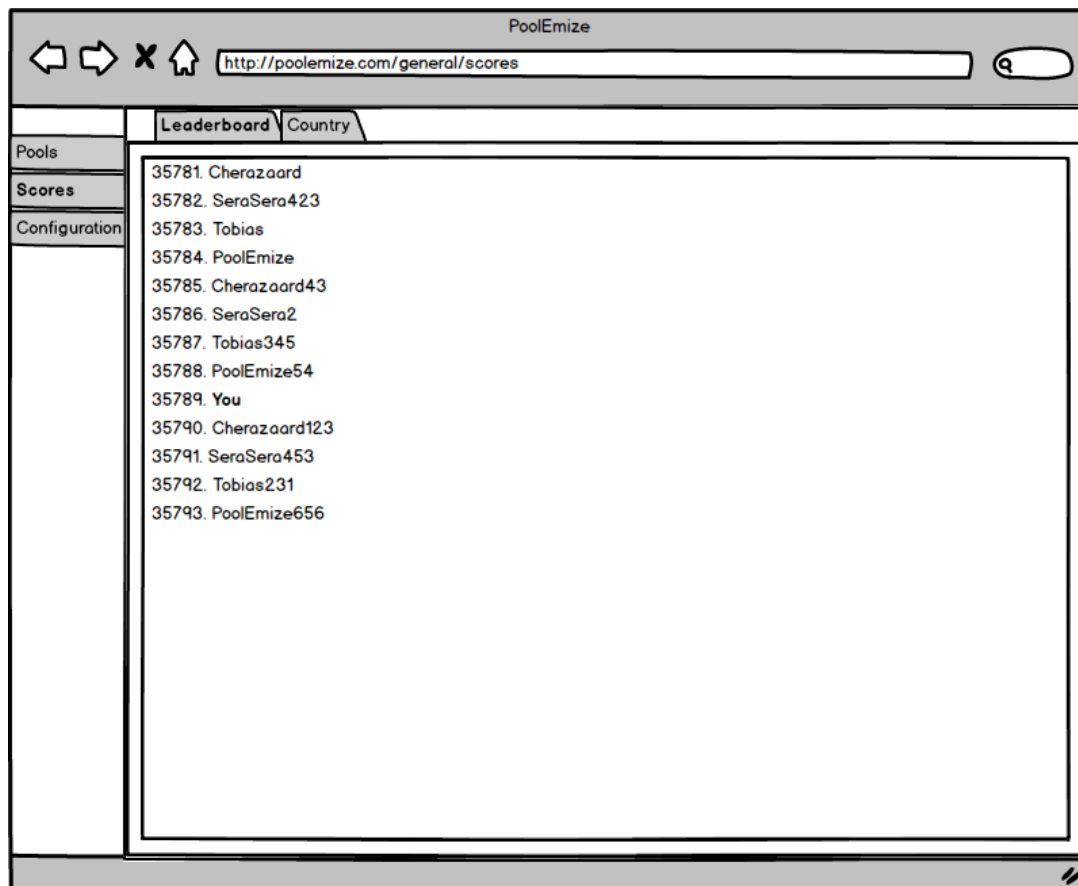 PoolEmize
http://poolemize.com/general/scores
Leaderboard Country
Pools
Scores
Configuration
35781. Cherazaard
35782. SeraSera423
35783. Tobias
35784. PoolEmize
35785. Cherazaard43
35786. SeraSera2
35787. Tobias345
35788. PoolEmize54
35789. You
35790. Cherazaard123
35791. SeraSera453
35792. Tobias231
35793. PoolEmize656